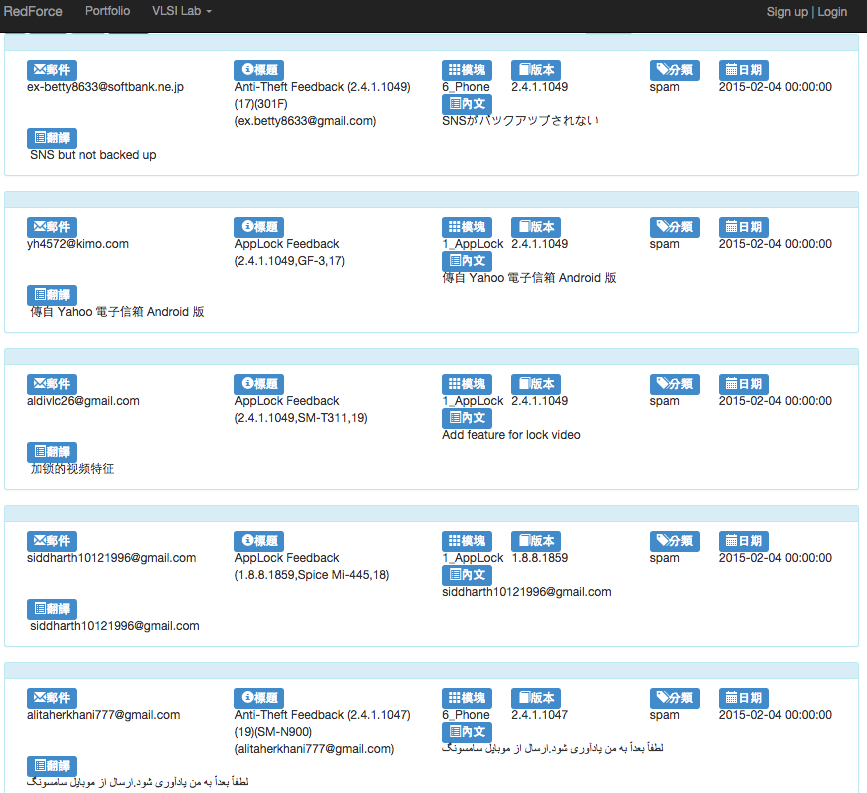 RedForce Portfolio VLSI Lab Sign up | Login
郵件 標題 模塊 版本 分類 日期
ex-betty8633@softbank.ne.jp Anti-Theft Feedback (2.4.1.1049) 6_Phone 2.4.1.1049 spam 2015-02-04 00:00:00
(17)(301F) 內文
(ex.betty8633@gmail.com) SNSがバックアップされない
翻譯
SNS but not backed up
郵件 標題 模塊 版本 分類 日期
yh4572@kimo.com AppLock Feedback 1_AppLock 2.4.1.1049 spam 2015-02-04 00:00:00
(2.4.1.1049,GF-3,17) 內文
傳自 Yahoo 電子信箱 Android 版
翻譯
傳自 Yahoo 電子信箱 Android 版
郵件 標題 模塊 版本 分類 日期
aldivlc26@gmail.com AppLock Feedback 1_AppLock 2.4.1.1049 spam 2015-02-04 00:00:00
(2.4.1.1049,SM-T311,19) 內文
Add feature for lock video
翻譯
加锁的视频特征
郵件 標題 模塊 版本 分類 日期
siddharth10121996@gmail.com AppLock Feedback 1_AppLock 1.8.8.1859 spam 2015-02-04 00:00:00
(1.8.8.1859,Spice Mi-445,18) 內文
siddharth10121996@gmail.com
翻譯
siddharth10121996@gmail.com
郵件 標題 模塊 版本 分類 日期
alitaherkhani777@gmail.com Anti-Theft Feedback (2.4.1.1047) 6_Phone 2.4.1.1047 spam 2015-02-04 00:00:00
(19)(SM-N900) 內文
(alitaherkhani777@gmail.com) لطفاً بعداً به من یادآوری شود.ارسال از موبایل سامسونگ
翻譯
لطفاً بعداً به من یادآوری شود.ارسال از موبایل سامسونگ